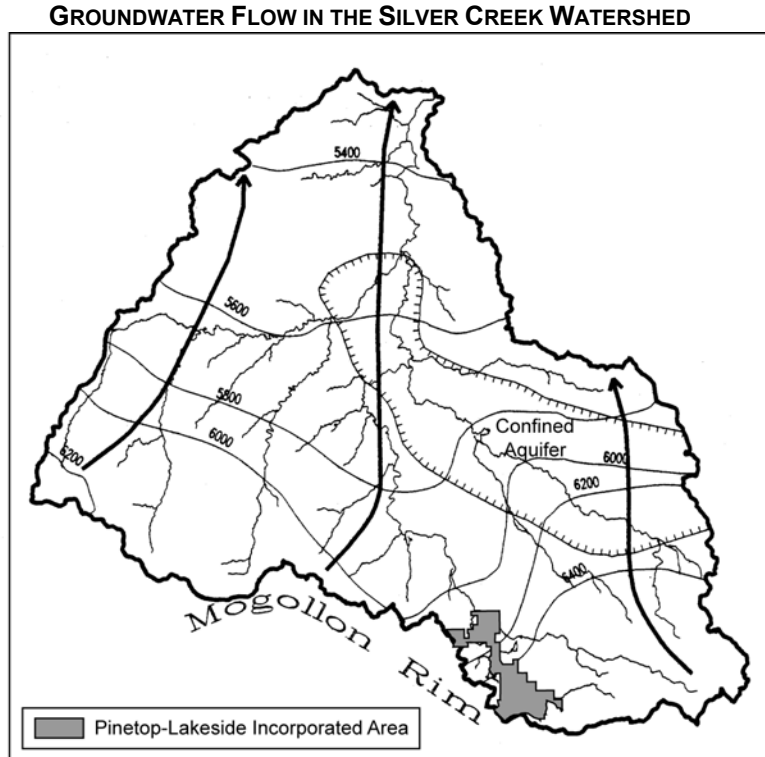 GROUNDWATER FLOW IN THE SILVER CREEK WATERSHED
5400
5600
5800
6000
6200
Confined
Aquifer
6000
6200
6400
Mogollon Rim
Pinetop-Lakeside Incorporated Area